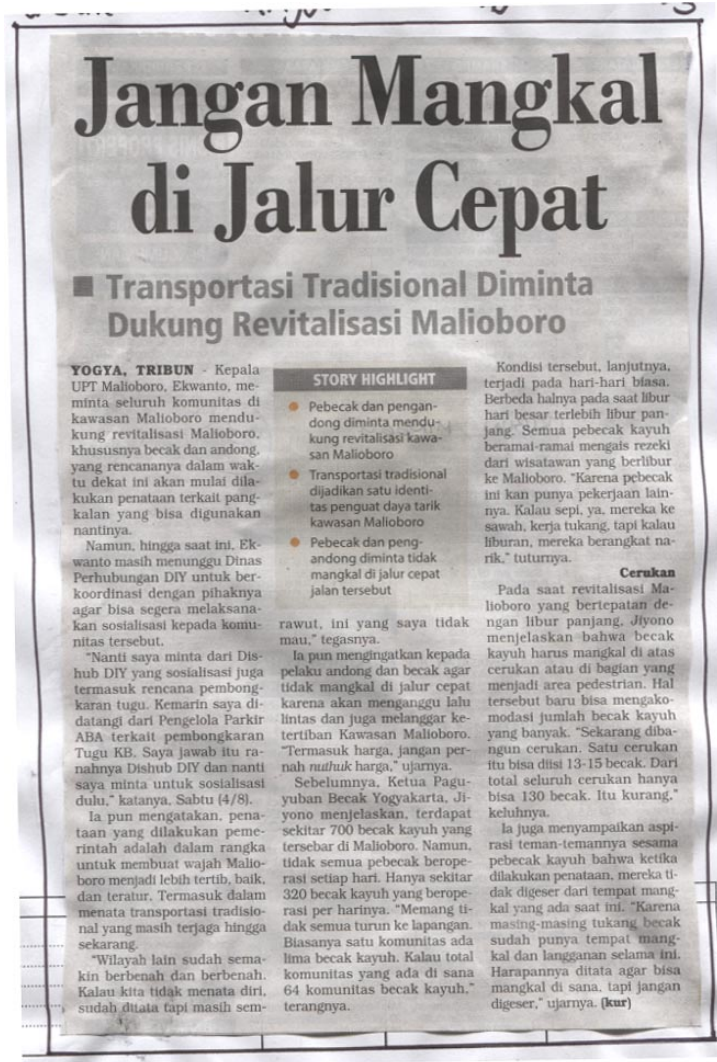 Jangan Mangkal
di Jalur Cepat
■ Transportasi Tradisional Diminta
Dukung Revitalisasi Malioboro
YOGYA, TRIBUN - Kepala
UPT Malioboro, Ekwanto, me-
minta seluruh komunitas di
kawasan Malioboro mendu-
kung revitalisasi Malioboro,
khususnya becak dan andong,
yang rencananya dalam wak-
tu dekat ini akan mulai dila-
kukan penataan terkait pang-
kalan yang bisa digunakan
nantinya.
Namun, hingga saat ini, Ek-
wanto masih menunggu Dinas
Perhubungan DIY untuk ber-
koordinasi dengan pihaknya
agar bisa segera melaksana-
kan sosialisasi kepada komu-
nitas tersebut.
"Nanti saya minta dari Dis-
hub DIY yang sosialisasi juga
termasuk rencana pembong-
karan tugu. Kemarin saya di-
datangi dari Pengelola Parkir
ABA terkait pembongkaran
Tugu KB. Saya jawab itu ra-
nahnya Dishub DIY dan nanti
saya minta untuk sosialisasi
dulu," katanya, Sabtu (4/8).
Ia pun mengatakan, pena-
taan yang dilakukan peme-
rintah adalah dalam rangka
untuk membuat wajah Malio-
boro menjadi lebih tertib, baik,
dan teratur. Termasuk dalam
menata transportasi tradisio-
nal yang masih terjaga hingga
sekarang.
"Wilayah lain sudah sema-
kin berbenah dan berbenah.
Kalau kita tidak menata diri,
sudah ditata tapi masih sem-
STORY HIGHLIGHT
● Pebecak dan pengan-
dong diminta mendu-
kung revitalisasi kawa-
san Malioboro
● Transportasi tradisional
dijadikan satu identi-
tas penguat daya tarik
kawasan Malioboro
● Pebecak dan peng-
andong diminta tidak
mangkal di jalur cepat
jalan tersebut
rawut, ini yang saya tidak
mau," tegasnya.
Ia pun mengingatkan kepada
pelaku andong dan becak agar
tidak mangkal di jalur cepat
karena akan menganggu lalu
lintas dan juga melanggar ke-
tertiban Kawasan Malioboro.
"Termasuk harga, jangan per-
nah nuthuk harga," ujarnya.
Sebelumnya, Ketua Pagu-
yuban Becak Yogyakarta, Ji-
yono menjelaskan, terdapat
sekitar 700 becak kayuh yang
tersebar di Malioboro. Namun,
tidak semua pebecak berope-
rasi setiap hari. Hanya sekitar
320 becak kayuh yang berope-
rasi per harinya. "Memang ti-
dak semua turun ke lapangan.
Biasanya satu komunitas ada
lima becak kayuh. Kalau total
komunitas yang ada di sana
64 komunitas becak kayuh,"
terangnya.
Kondisi tersebut, lanjutnya,
terjadi pada hari-hari biasa.
Berbeda halnya pada saat libur
hari besar terlebih libur pan-
jang. Semua pebecak kayuh
beramai-ramai mengais rezeki
dari wisatawan yang berlibur
ke Malioboro. "Karena pebecak
ini kan punya pekerjaan lain-
nya. Kalau sepi, ya, mereka ke
sawah, kerja tukang, tapi kalau
liburan, mereka berangkat na-
rik," tuturnya.
Cerukan
Pada saat revitalisasi Ma-
lioboro yang bertepatan de-
ngan libur panjang, Jiyono
menjelaskan bahwa becak
kayuh harus mangkal di atas
cerukan atau di bagian yang
menjadi area pedestrian. Hal
tersebut baru bisa mengako-
modasi jumlah becak kayuh
yang banyak. "Sekarang diba-
ngun cerukan. Satu cerukan
itu bisa diisi 13-15 becak. Dari
total seluruh cerukan hanya
bisa 130 becak. Itu kurang,"
keluhnya.
Ia juga menyampaikan aspi-
rasi teman-temannya sesama
pebecak kayuh bahwa ketika
dilakukan penataan, mereka ti-
dak digeser dari tempat mang-
kal yang ada saat ini. "Karena
masing-masing tukang becak
sudah punya tempat mang-
kal dan langganan selama ini.
Harapannya ditata agar bisa
mangkal di sana, tapi jangan
digeser," ujarnya. (kur)